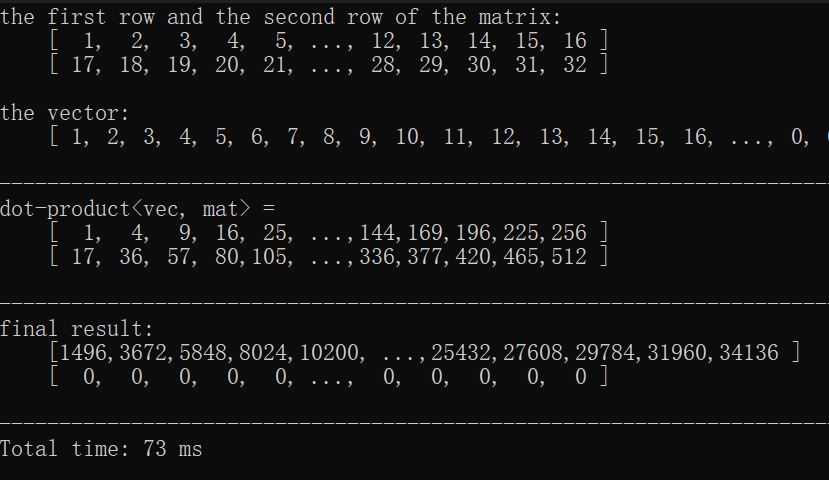 the first row and the second row of the matrix:
[ 1, 2, 3, 4, 5, ..., 12, 13, 14, 15, 16 ]
[ 17, 18, 19, 20, 21, ..., 28, 29, 30, 31, 32 ]
the vector:
[ 1, 2, 3, 4, 5, 6, 7, 8, 9, 10, 11, 12, 13, 14, 15, 16, ..., 0,
dot-product<vec, mat> =
[ 1, 4, 9, 16, 25, ...,144,169,196,225,256 ]
[ 17, 36, 57, 80,105, ...,336,377,420,465,512 ]
final result:
[1496,3672,5848,8024,10200, ...,25432,27608,29784,31960,34136 ]
[ 0, 0, 0, 0, 0, ..., 0, 0, 0, 0, 0 ]
Total time: 73 ms